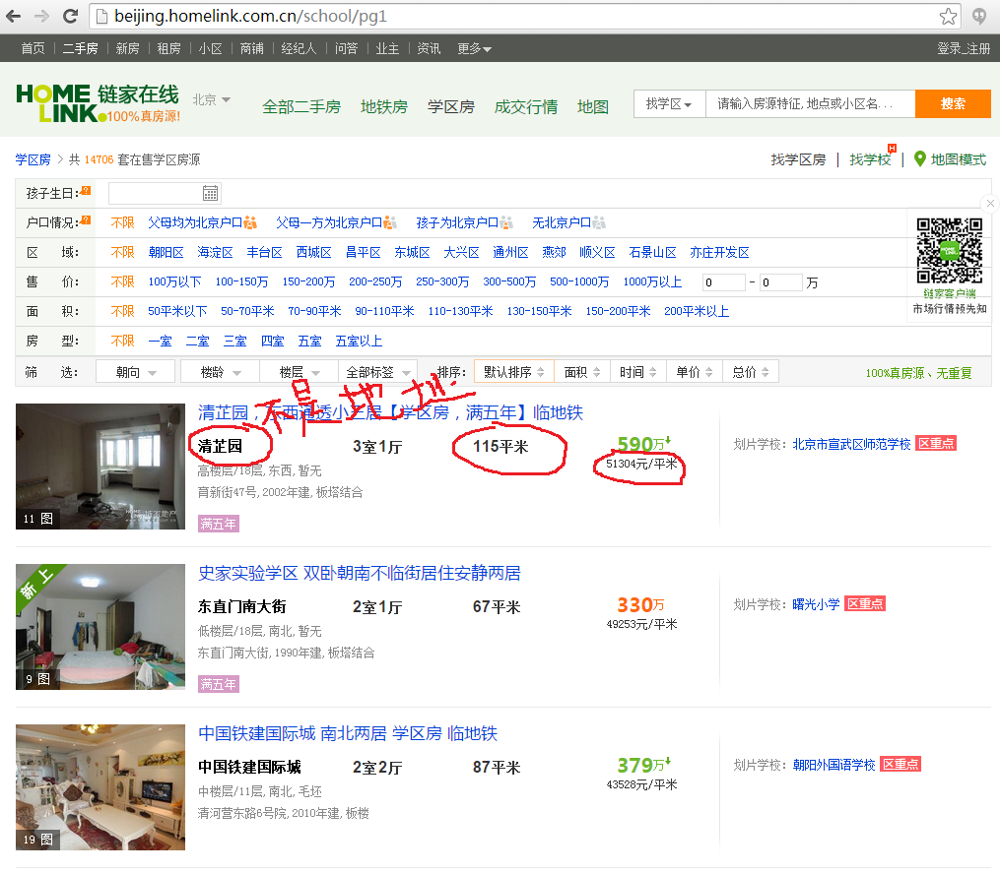 beijing.homelink.com.cn/school/pg1
首页 二手房 新房 租房 小区 商铺 经纪人 问答 业主 资讯 更多 登录_注册
HOME LINK. 链家在线 100%真房源! 北京 全部二手房 地铁房 学区房 成交行情 地图 找学区 请输入房源特征, 地点或小区名... 搜索
学区房 > 共 14706 套在售学区房源 找学区房 | 找学校 H | 地图模式
孩子生日:?
户口情况:? 不限 父母均为北京户口 父母一方为北京户口 孩子为北京户口 无北京户口
区 域: 不限 朝阳区 海淀区 丰台区 西城区 昌平区 东城区 大兴区 通州区 燕郊 顺义区 石景山区 亦庄开发区
售 价: 不限 100万以下 100-150万 150-200万 200-250万 250-300万 300-500万 500-1000万 1000万以上 0 - 0 万
链家客户端
面 积: 不限 50平米以下 50-70平米 70-90平米 90-110平米 110-130平米 130-150平米 150-200平米 200平米以上
市场行情预先知
房 型: 不限 一室 二室 三室 四室 五室 五室以上
筛 选: 朝向 楼龄 楼层 全部标签 排序: 默认排序 面积 时间 单价 总价 100%真房源、无重复
不是地址
清芷园，东西通透小三居【学区房，满五年】临地铁
清芷园 3室1厅 115平米 590万↓ 划片学校: 北京市宣武区师范学校 区重点
51304元/平米
高楼层/18层, 东西, 暂无
育新街47号, 2002年建, 板塔结合
11 图
满五年
史家实验学区 双卧朝南不临街居住安静两居
新上
东直门南大街 2室1厅 67平米 330万 划片学校: 曙光小学 区重点
49253元/平米
低楼层/18层, 南北, 暂无
东直门南大街, 1990年建, 板塔结合
9 图
满五年
中国铁建国际城 南北两居 学区房 临地铁
中国铁建国际城 2室2厅 87平米 379万↓ 划片学校: 朝阳外国语学校 区重点
43528元/平米
中楼层/11层, 南北, 毛坯
清河营东路6号院, 2010年建, 板楼
19 图